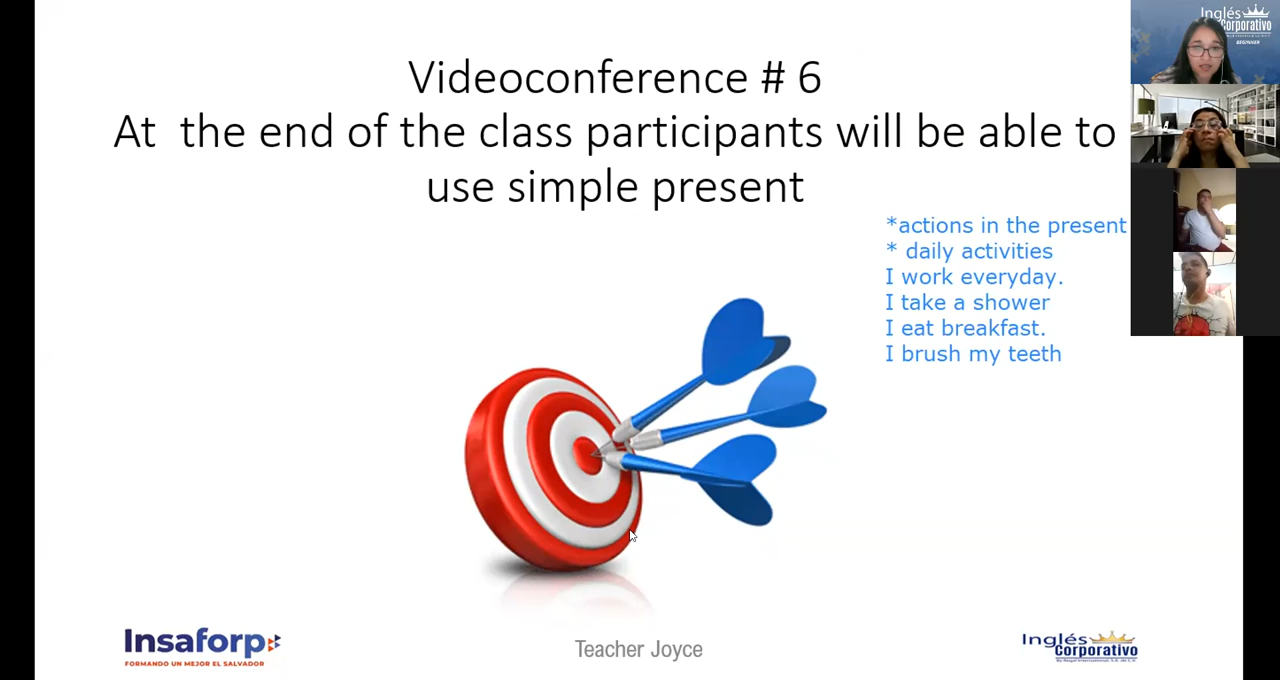 Videoconference # 6
At the end of the class participants will be able to
use simple present
*actions in the present
* daily activities
I work everyday.
I take a shower
I eat breakfast.
I brush my teeth
Inglés
Corporativo
BEGINNER
Insaforp
FORMANDO UN MEJOR EL SALVADOR
Teacher Joyce
Inglés
Corporativo